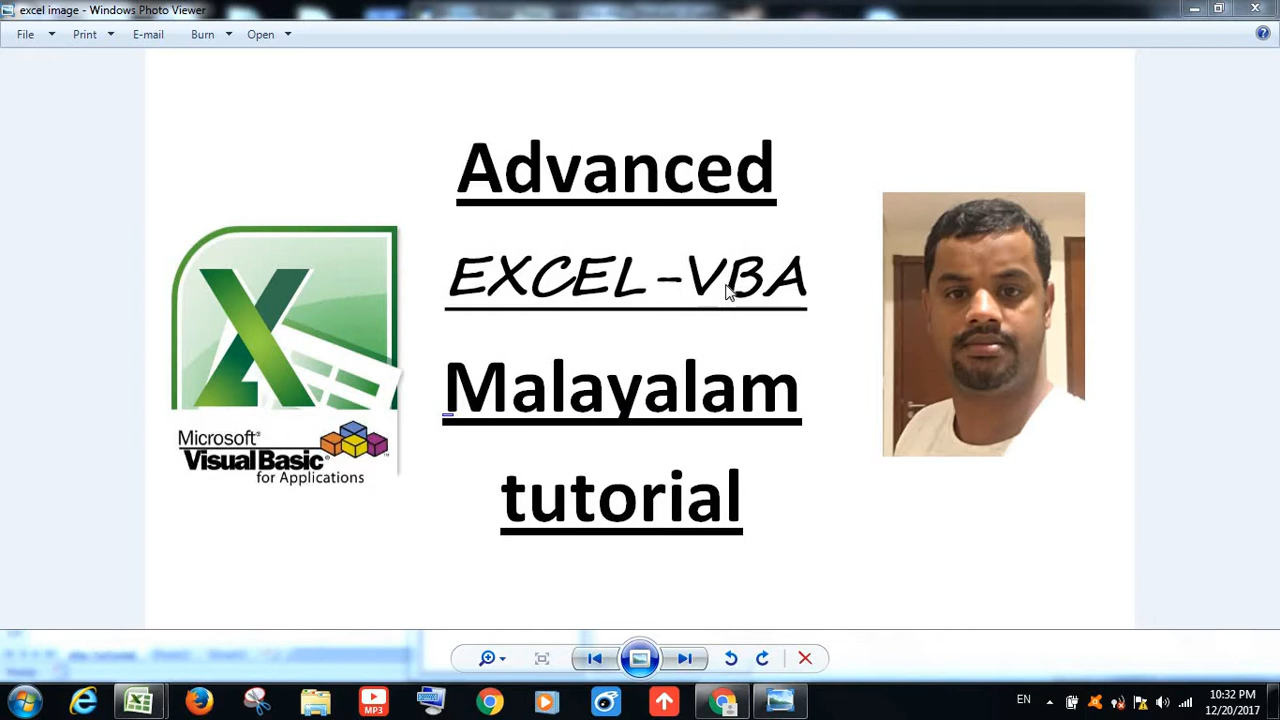 excel image - Windows Photo Viewer
File Print E-mail Burn Open
Advanced
EXCEL-VBA
Malayalam
tutorial
Microsoft®
Visual Basic
for Applications
MP3
EN
10:32 PM
12/20/2017